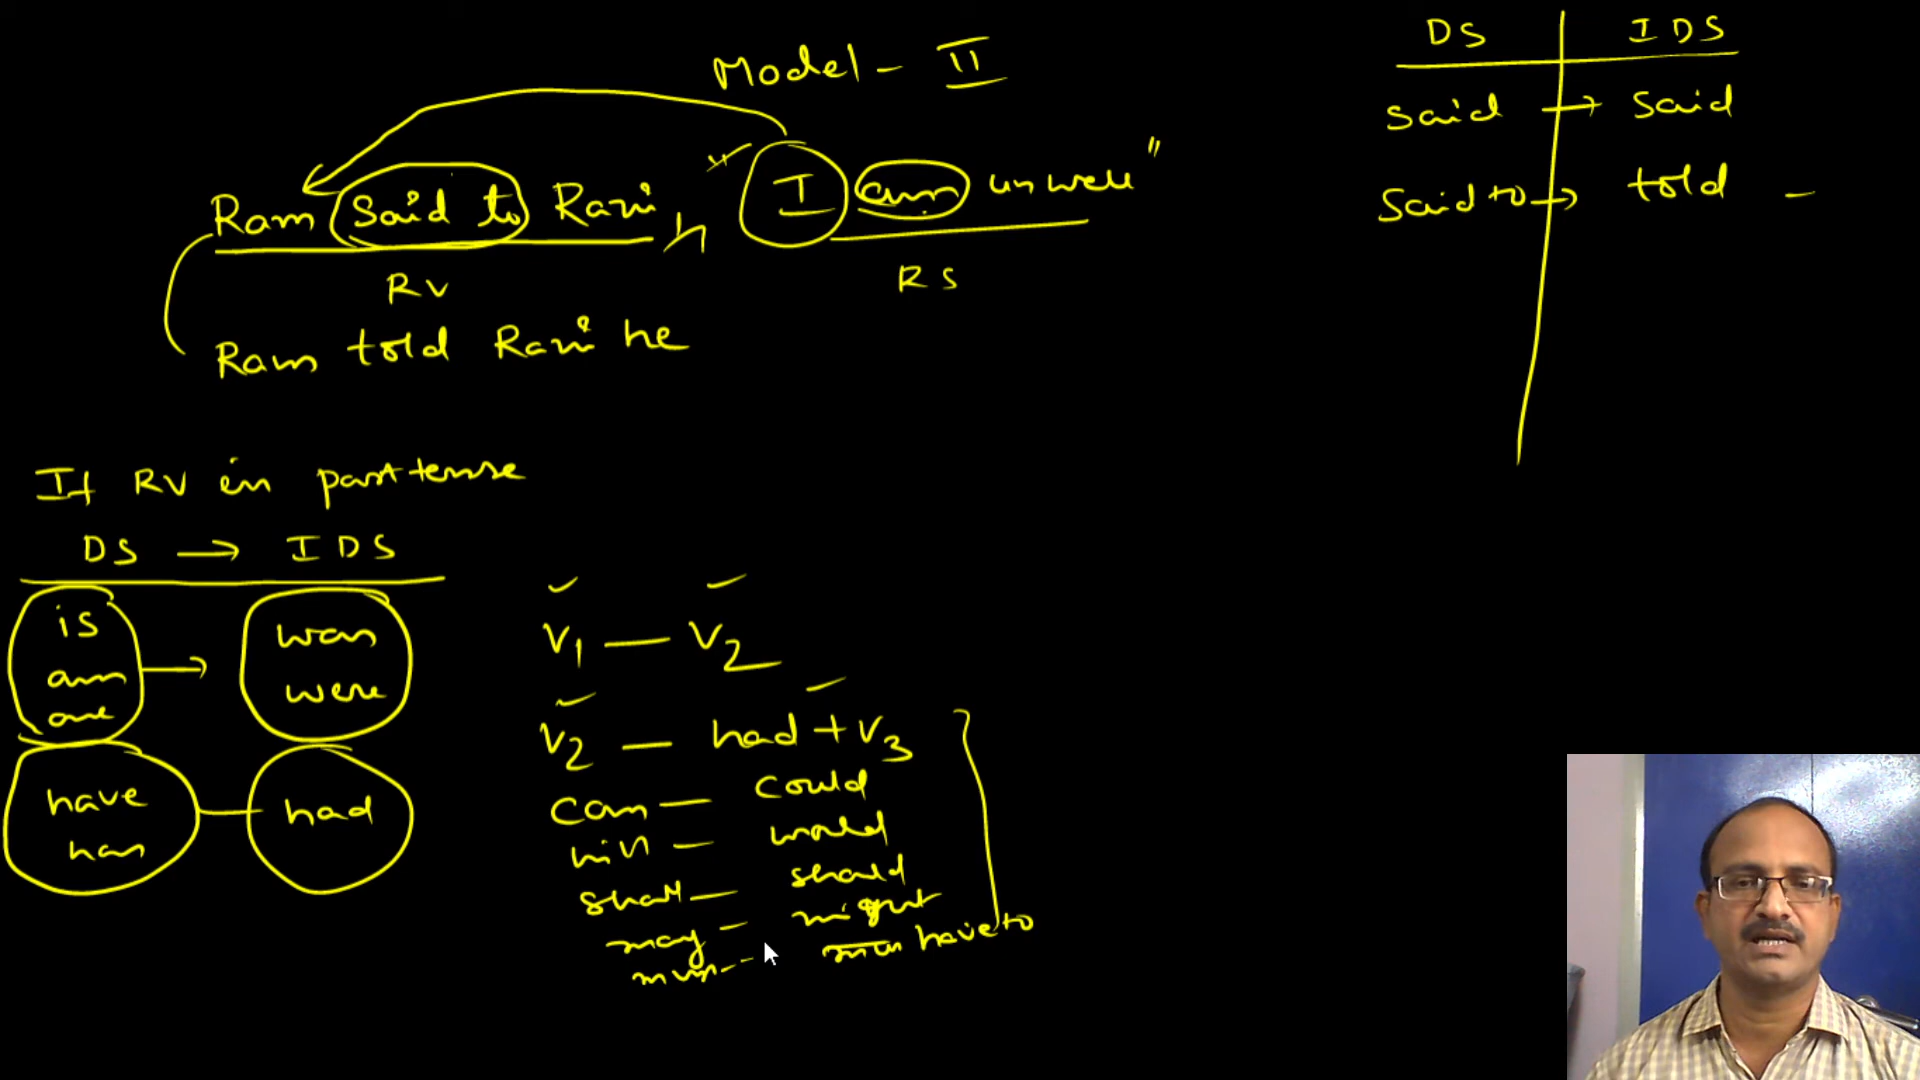 Model - II
Ram said to Ravi, "I am unwell"
RV RS
Ram told Ravi he
DS IDS
said → said
said to → told -
If RV in past tense
DS → IDS
is
am
are → was
were
have
has — had
V1 — V2
V2 — had + V3
can — could
will — would
shall — should
may — might
must -- have to